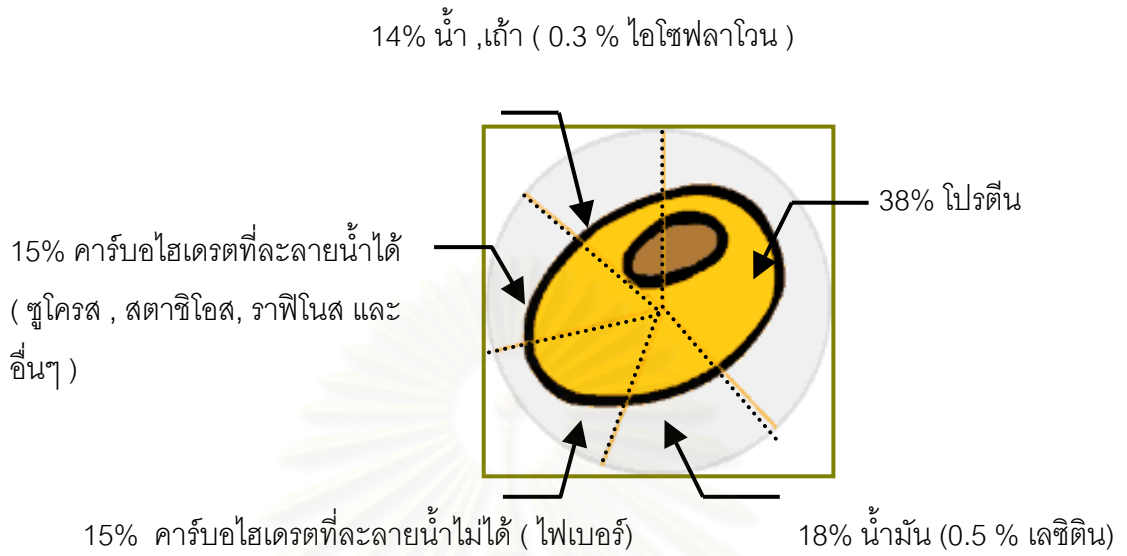 14% น้ำ ,เถ้า ( 0.3 % ไอโซฟลาโวน )
38% โปรตีน
15% คาร์บอไฮเดรตที่ละลายน้ำได้
( ซูโครส , สตาชิโอส, ราฟิโนส และ
อื่นๆ )
15% คาร์บอไฮเดรตที่ละลายน้ำไม่ได้ ( ไฟเบอร์)
18% น้ำมัน (0.5 % เลซิติน)